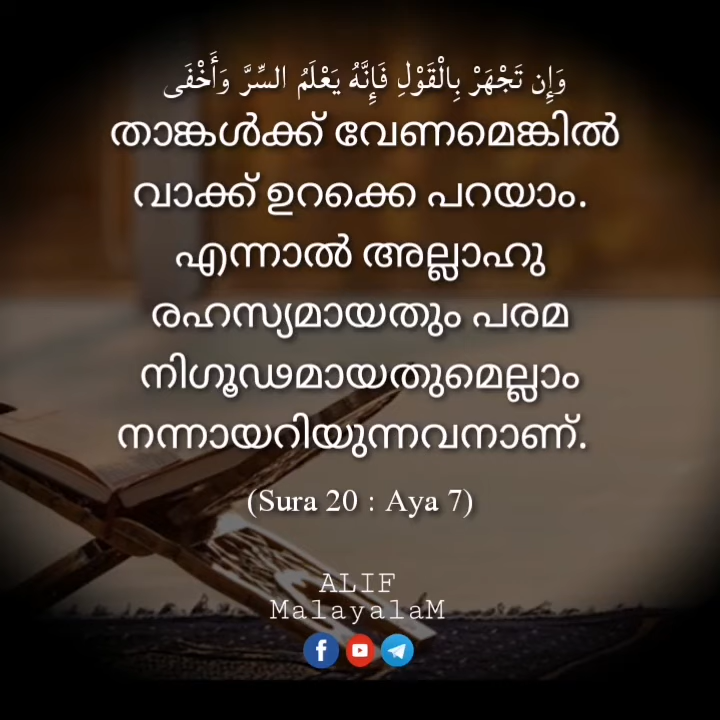 وَإِن تَجْهَرْ بِالْقَوْلِ فَإِنَّهُ يَعْلَمُ السِّرَّ وَأَخْفَى
താങ്കൾക്ക് വേണമെങ്കിൽ
വാക്ക് ഉറക്കെ പറയാം.
എന്നാൽ അല്ലാഹു
രഹസ്യമായതും പരമ
നിഗൂഢമായതുമെല്ലാം
നന്നായറിയുന്നവനാണ്.
(Sura 20 : Aya 7)
ALIF
MalayalaM